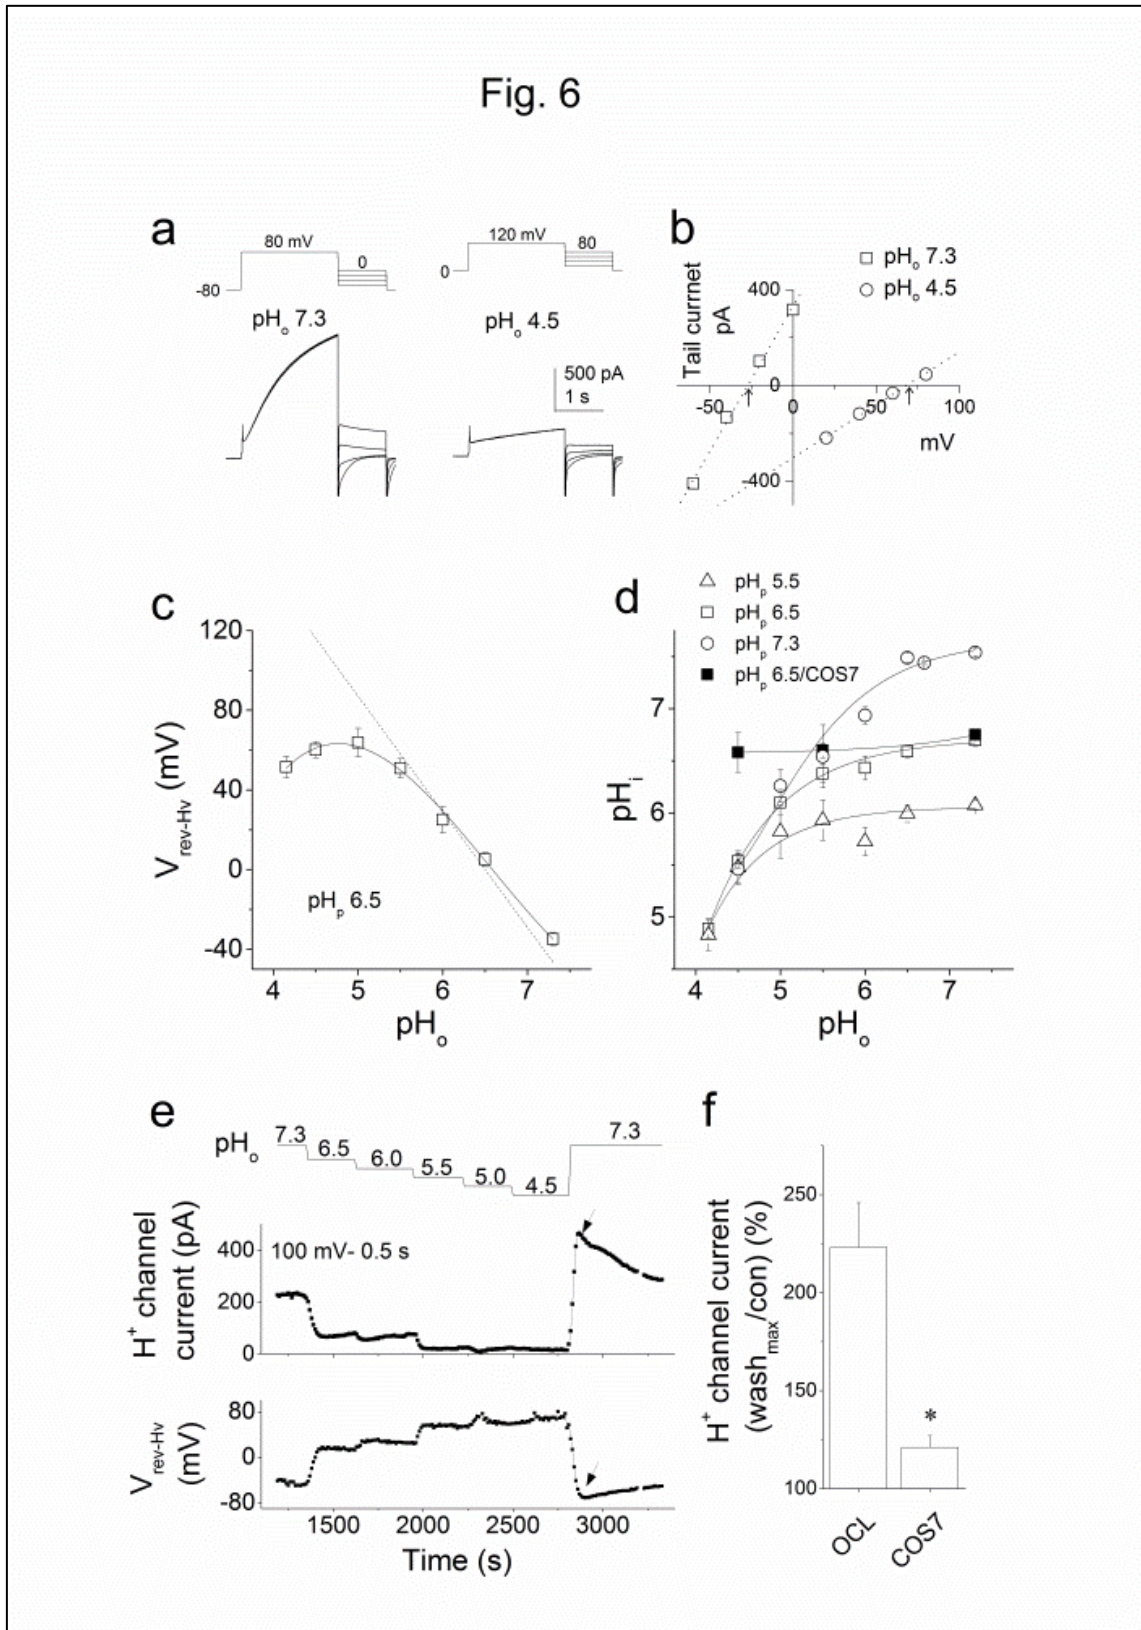 Fig. 6
a
80 mV
0
-80
pHo 7.3
120 mV
80
0
pHo 4.5
500 pA
1 s
b
pHo 7.3
pHo 4.5
Tail currnet
pA
400
0
-400
-50
0
50
100
mV
c
120
80
40
0
-40
Vrev-Hv (mV)
pHp 6.5
4
5
6
7
pHo
d
pHp 5.5
pHp 6.5
pHp 7.3
pHp 6.5/COS7
7
6
5
pHi
4
5
6
7
pHo
e
pHo
7.3
6.5
6.0
5.5
5.0
4.5
7.3
H+ channel
current (pA)
400
200
0
100 mV- 0.5 s
Vrev-Hv
(mV)
80
0
-80
1500
2000
2500
3000
Time (s)
f
H+ channel current
(washmax/con) (%)
250
200
150
100
*
OCL
COS7